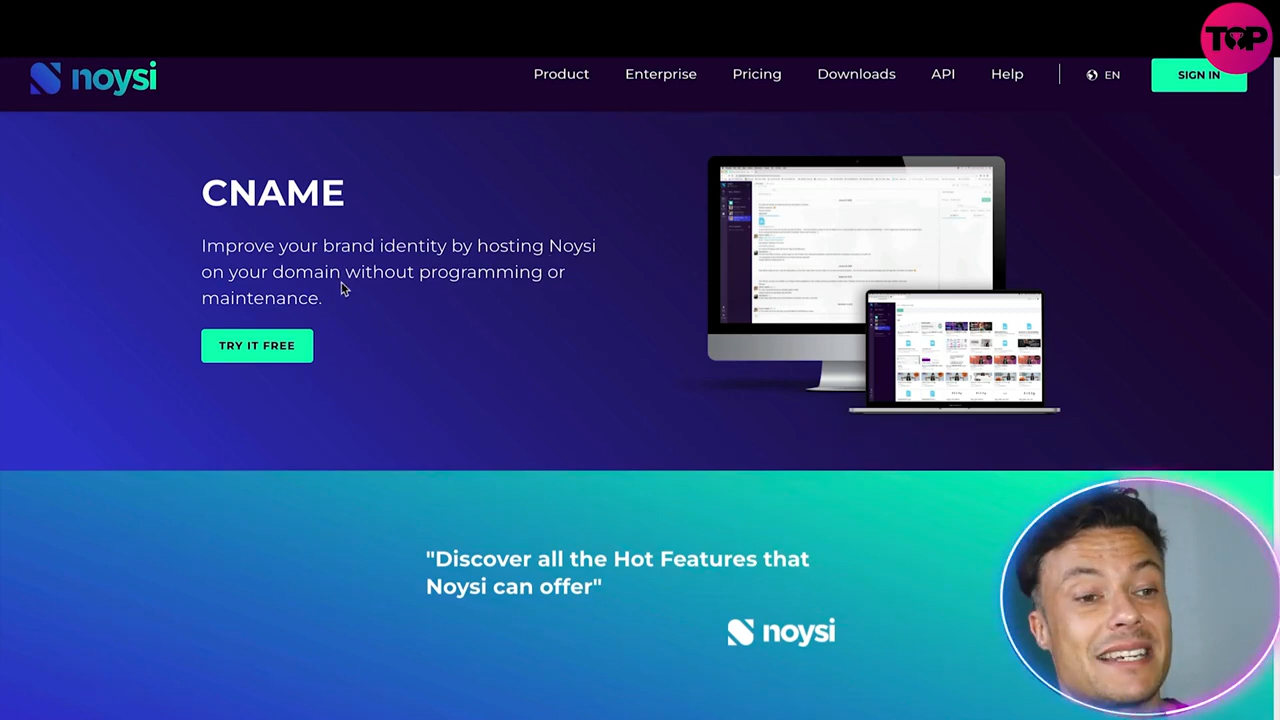 TOP
noysi
Product Enterprise Pricing Downloads API Help EN SIGN IN
CNAME
Improve your brand identity by hosting Noysi
on your domain without programming or
maintenance.
TRY IT FREE
"Discover all the Hot Features that
Noysi can offer"
noysi